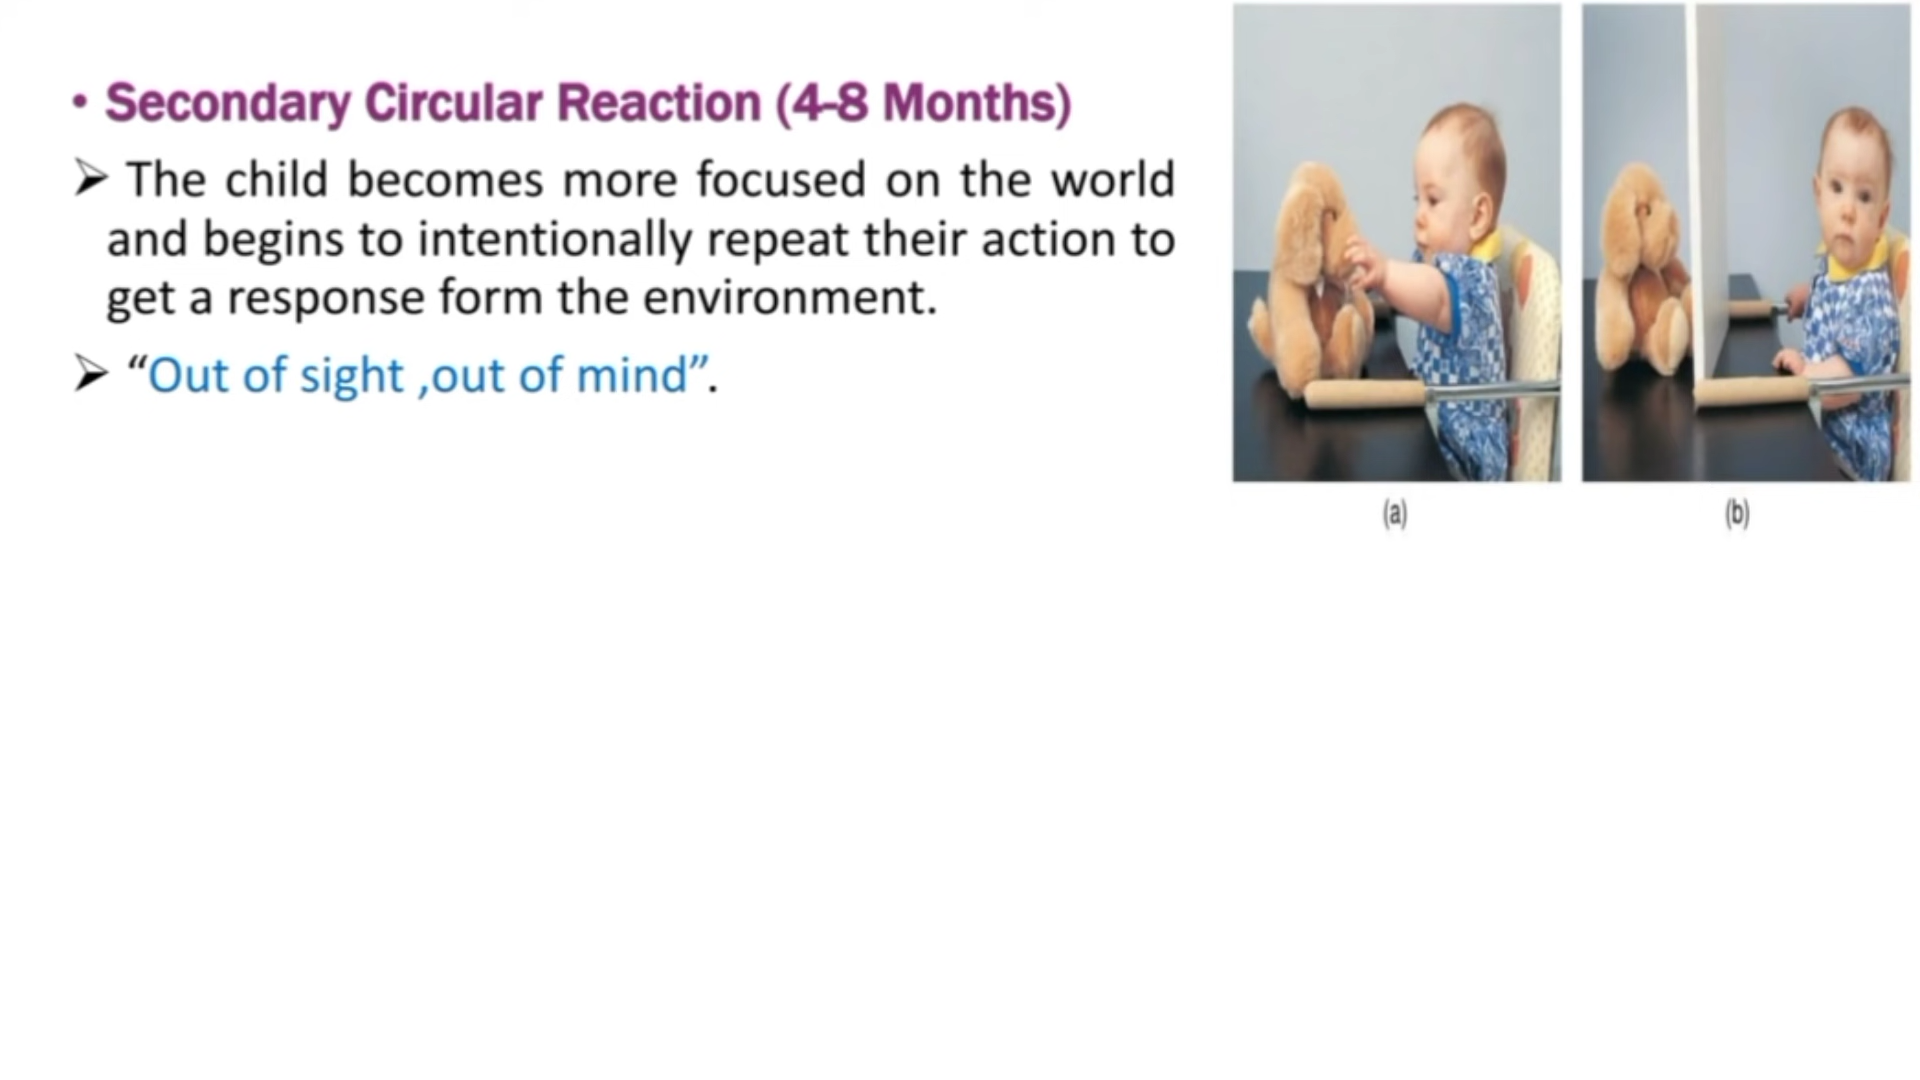 • Secondary Circular Reaction (4-8 Months)
➢ The child becomes more focused on the world
and begins to intentionally repeat their action to
get a response form the environment.
➢ “Out of sight ,out of mind”.
(a)
(b)